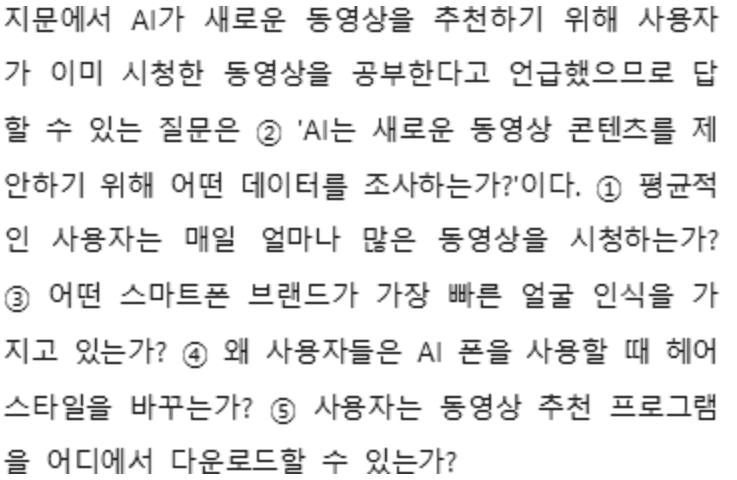 지문에서 AI가 새로운 동영상을 추천하기 위해 사용자
가 이미 시청한 동영상을 공부한다고 언급했으므로 답
할 수 있는 질문은 ② 'AI는 새로운 동영상 콘텐츠를 제
안하기 위해 어떤 데이터를 조사하는가?'이다. ① 평균적
인 사용자는 매일 얼마나 많은 동영상을 시청하는가?
③ 어떤 스마트폰 브랜드가 가장 빠른 얼굴 인식을 가
지고 있는가? ④ 왜 사용자들은 AI 폰을 사용할 때 헤어
스타일을 바꾸는가? ⑤ 사용자는 동영상 추천 프로그램
을 어디에서 다운로드할 수 있는가?